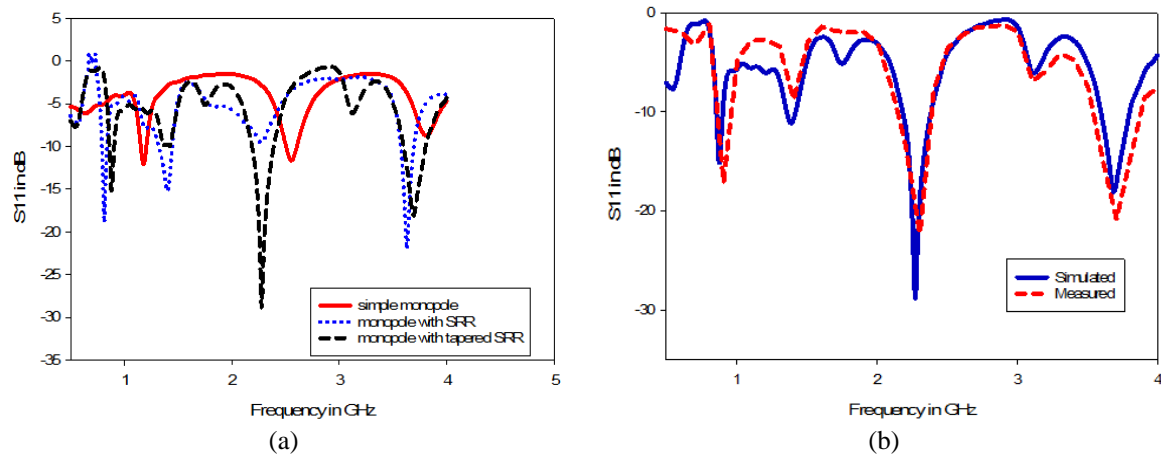 5
0
-5
-10
-15
-20
-25
-30
-35
S11 in dB
simple monopole
monopole with SRR
monopole with tapered SRR
1
2
3
4
5
Frequency in GHz
(a)
0
-10
-20
-30
S11 in dB
Simulated
Measured
1
2
3
4
Frequency in GHz
(b)